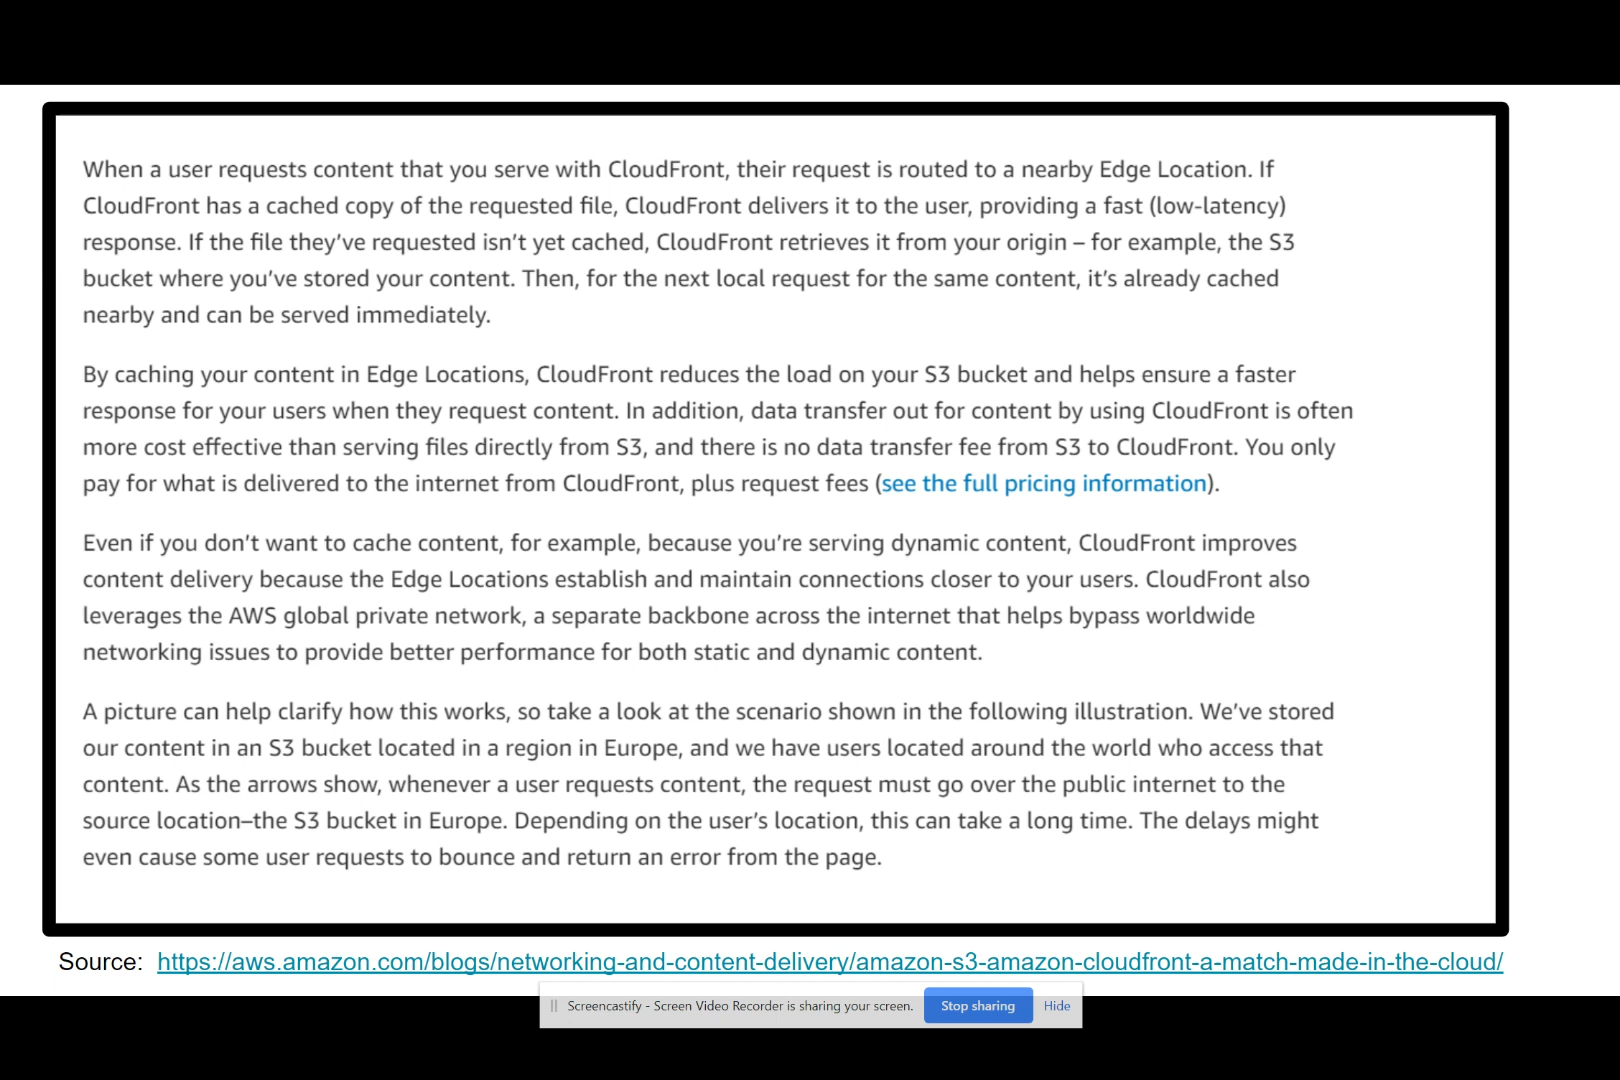 When a user requests content that you serve with CloudFront, their request is routed to a nearby Edge Location. If
CloudFront has a cached copy of the requested file, CloudFront delivers it to the user, providing a fast (low-latency)
response. If the file they’ve requested isn’t yet cached, CloudFront retrieves it from your origin – for example, the S3
bucket where you’ve stored your content. Then, for the next local request for the same content, it’s already cached
nearby and can be served immediately.
By caching your content in Edge Locations, CloudFront reduces the load on your S3 bucket and helps ensure a faster
response for your users when they request content. In addition, data transfer out for content by using CloudFront is often
more cost effective than serving files directly from S3, and there is no data transfer fee from S3 to CloudFront. You only
pay for what is delivered to the internet from CloudFront, plus request fees (see the full pricing information).
Even if you don’t want to cache content, for example, because you’re serving dynamic content, CloudFront improves
content delivery because the Edge Locations establish and maintain connections closer to your users. CloudFront also
leverages the AWS global private network, a separate backbone across the internet that helps bypass worldwide
networking issues to provide better performance for both static and dynamic content.
A picture can help clarify how this works, so take a look at the scenario shown in the following illustration. We’ve stored
our content in an S3 bucket located in a region in Europe, and we have users located around the world who access that
content. As the arrows show, whenever a user requests content, the request must go over the public internet to the
source location–the S3 bucket in Europe. Depending on the user’s location, this can take a long time. The delays might
even cause some user requests to bounce and return an error from the page.
Source: https://aws.amazon.com/blogs/networking-and-content-delivery/amazon-s3-amazon-cloudfront-a-match-made-in-the-cloud/
Screencastify - Screen Video Recorder is sharing your screen. Stop sharing Hide